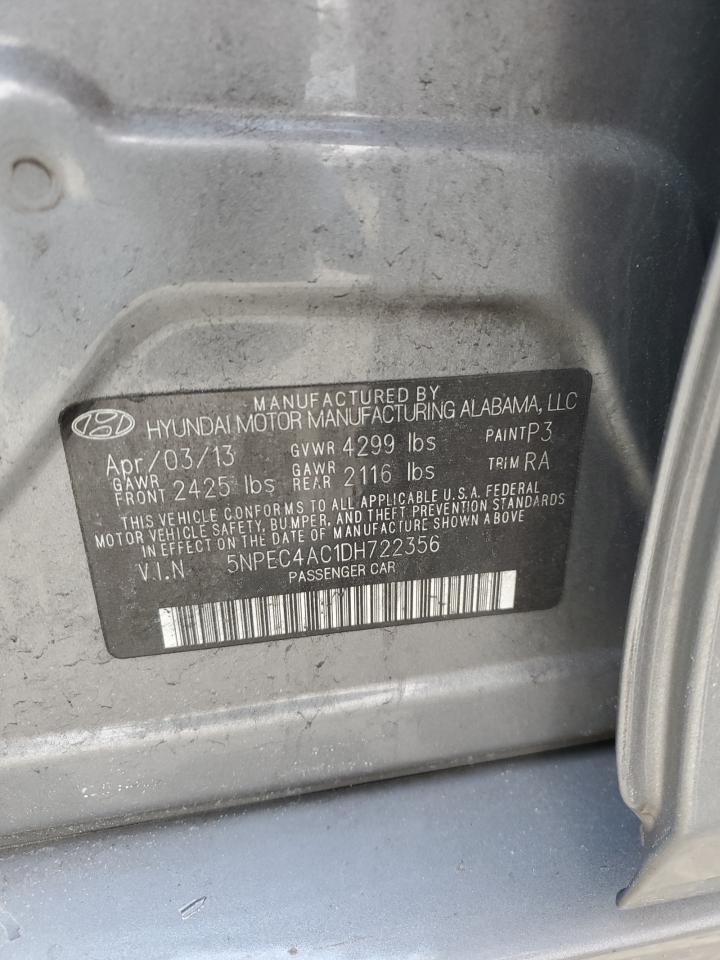 MANUFACTURED BY
HYUNDAI MOTOR MANUFACTURING ALABAMA, LLC
Apr/03/13 GVWR 4299 lbs PAINT P3
GAWR FRONT 2425 lbs GAWR REAR 2116 lbs TRIM RA
THIS VEHICLE CONFORMS TO ALL APPLICABLE U.S.A. FEDERAL
MOTOR VEHICLE SAFETY, BUMPER, AND THEFT PREVENTION STANDARDS
IN EFFECT ON THE DATE OF MANUFACTURE SHOWN ABOVE
V.I.N 5NPEC4AC1DH722356
PASSENGER CAR